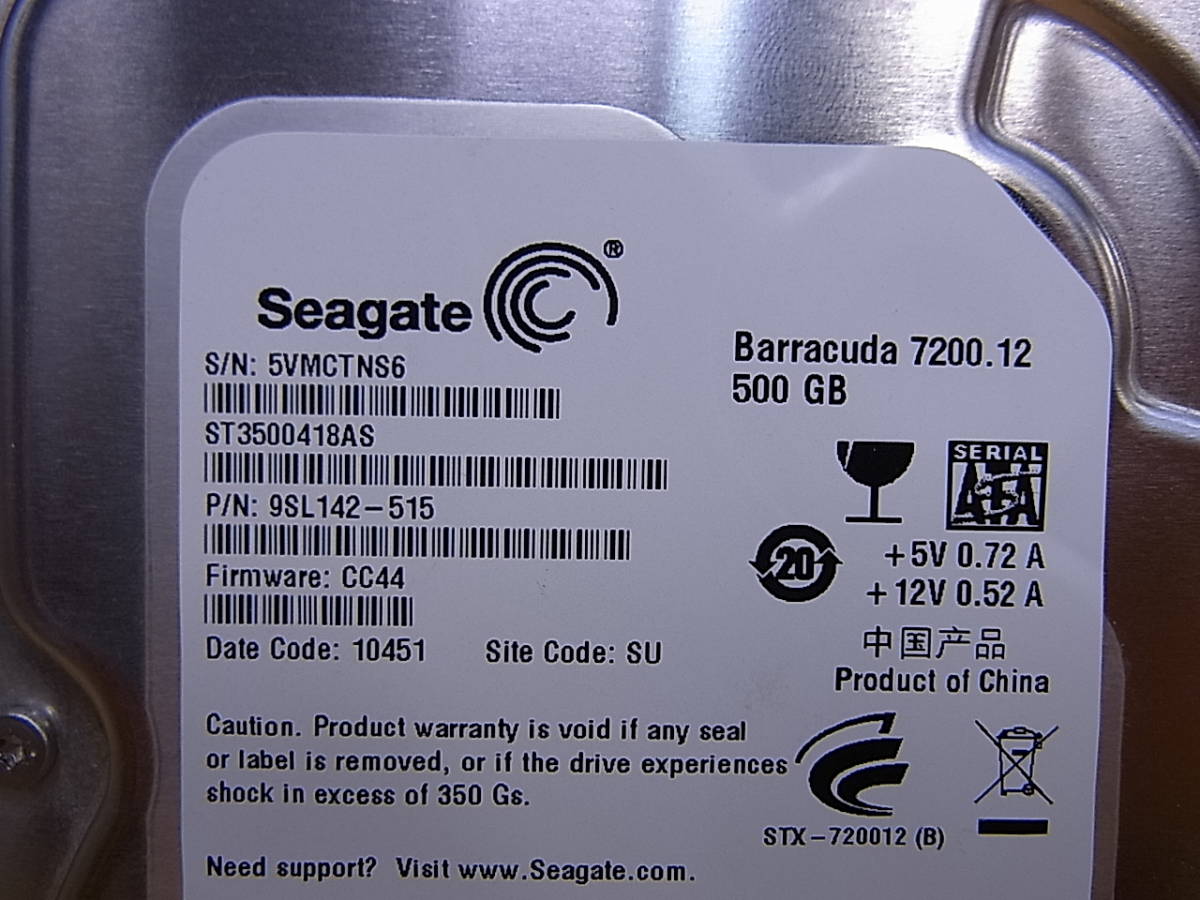 Seagate®
S/N: 5VMCTNS6
ST3500418AS
P/N: 9SL142-515
Firmware: CC44
Date Code: 10451 Site Code: SU
Caution. Product warranty is void if any seal
or label is removed, or if the drive experiences
shock in excess of 350 Gs.
Need support? Visit www.Seagate.com.
Barracuda 7200.12
500 GB
SERIAL
ATA
20
+5V 0.72 A
+12V 0.52 A
中国产品
Product of China
STX-720012 (B)